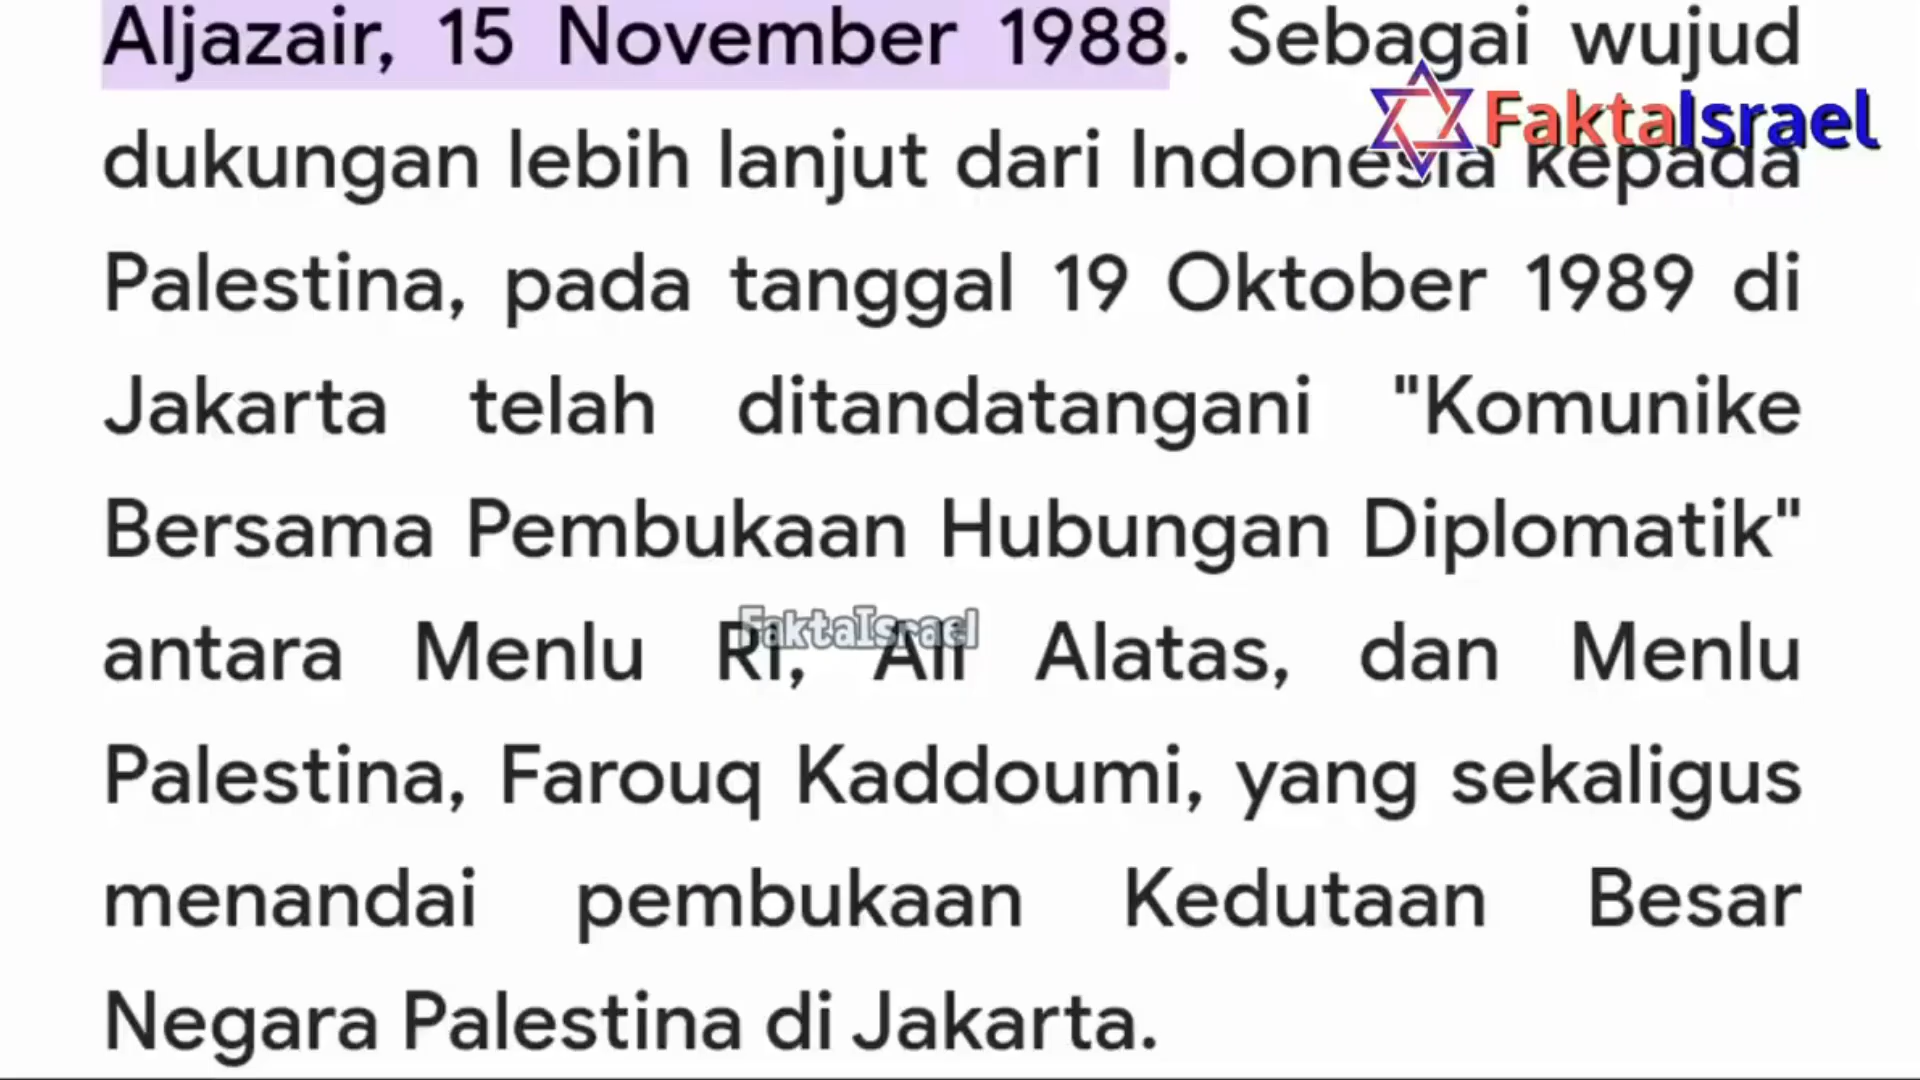 Aljazair, 15 November 1988. Sebagai wujud
FaktaIsrael
dukungan lebih lanjut dari Indonesia kepada
Palestina, pada tanggal 19 Oktober 1989 di
Jakarta telah ditandatangani "Komunike
Bersama Pembukaan Hubungan Diplomatik"
FaktaIsrael
antara Menlu RI, Ali Alatas, dan Menlu
Palestina, Farouq Kaddoumi, yang sekaligus
menandai pembukaan Kedutaan Besar
Negara Palestina di Jakarta.